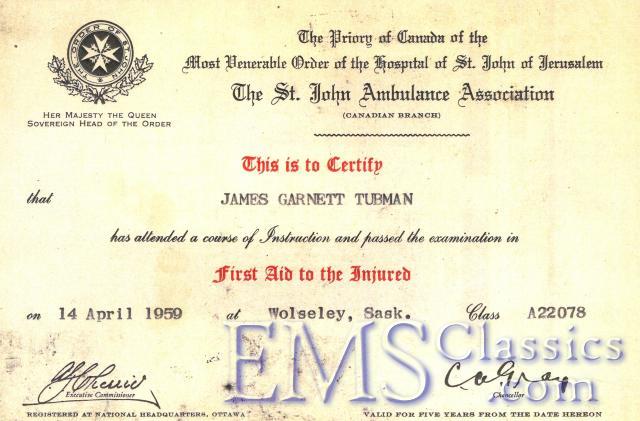 THE ORDER OF ST. JOHN
HER MAJESTY THE QUEEN
SOVEREIGN HEAD OF THE ORDER
The Priory of Canada of the
Most Venerable Order of the Hospital of St. John of Jerusalem
The St. John Ambulance Association
(CANADIAN BRANCH)
This is to Certify
that JAMES GARNETT TUBMAN
has attended a course of Instruction and passed the examination in
First Aid to the Injured
on 14 April 1959 at Wolseley, Sask. Class A22078
EMS Classics .com
Executive Commissioner
Chancellor
REGISTERED AT NATIONAL HEADQUARTERS, OTTAWA
VALID FOR FIVE YEARS FROM THE DATE HEREON